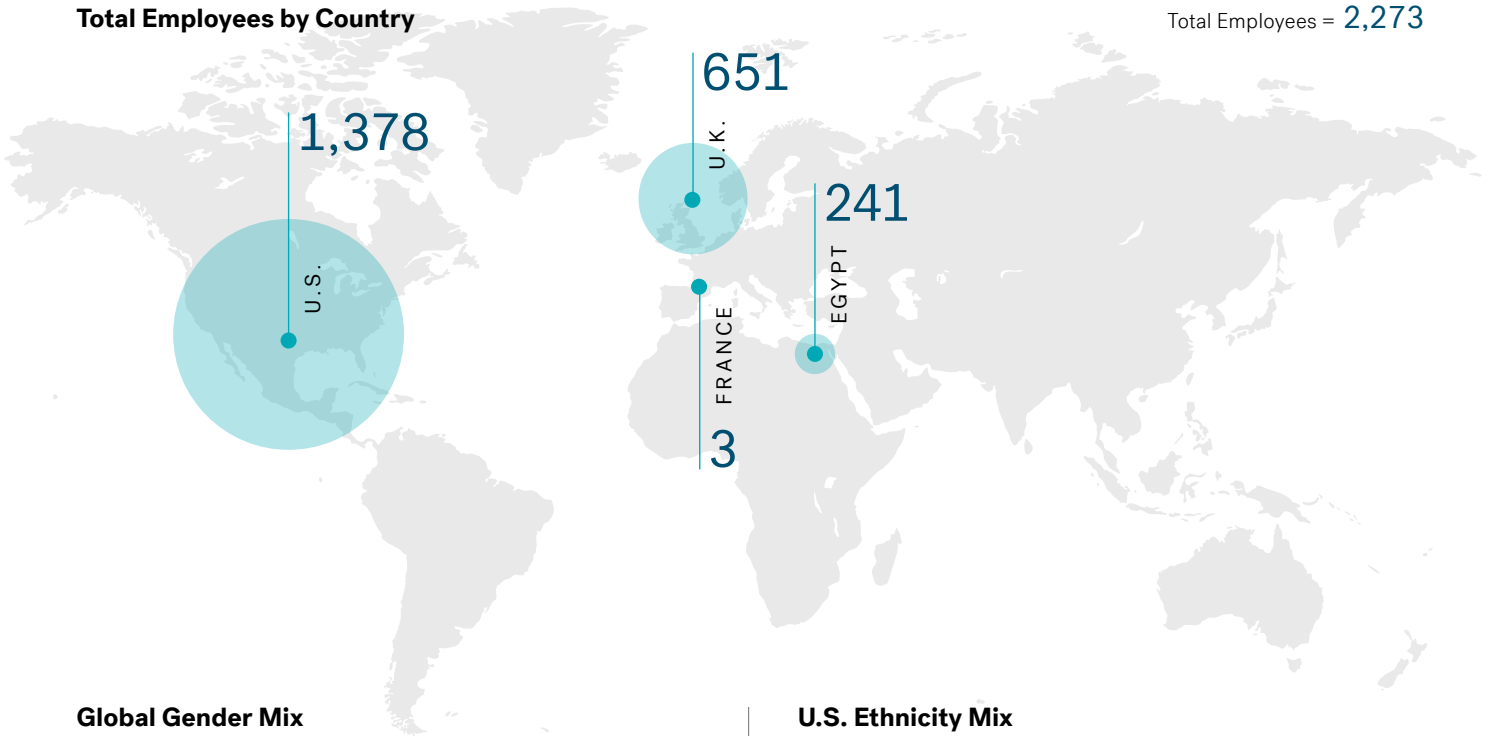 Total Employees by Country
Total Employees = 2,273
1,378
U.S.
651
U.K.
241
EGYPT
FRANCE
3
Global Gender Mix
U.S. Ethnicity Mix